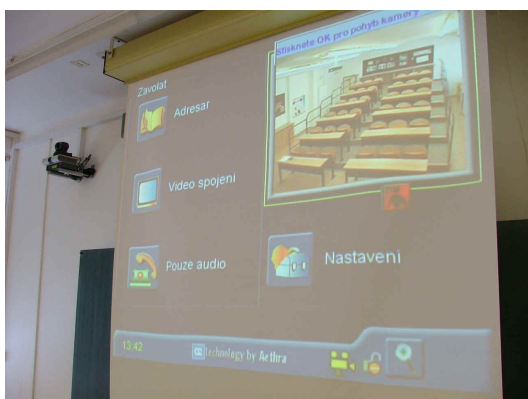 Stisknete OK pro pohyb kamery
Zavolat
Adresar
Video spojeni
Pouze audio
Nastaveni
13:42
technology by Aethra